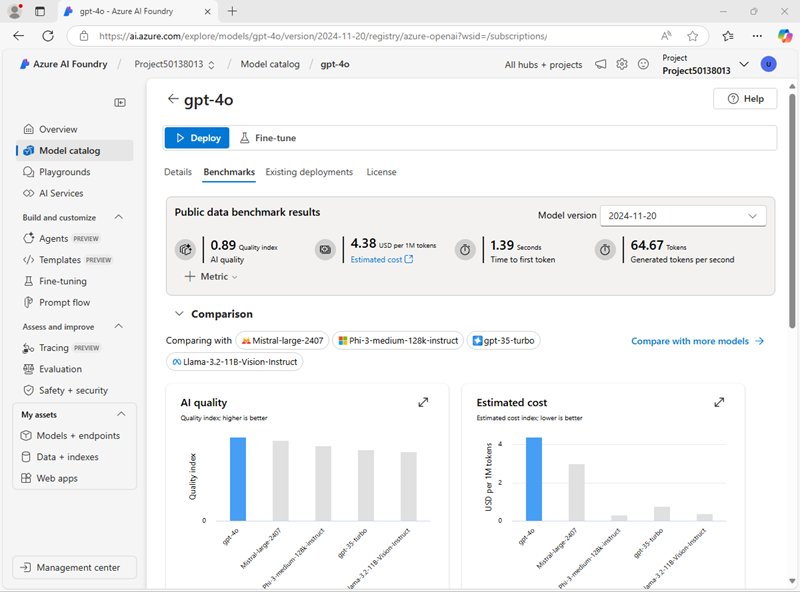 gpt-4o - Azure AI Foundry
https://ai.azure.com/explore/models/gpt-4o/version/2024-11-20/registry/azure-openai?wsid=/subscriptions/
Azure AI Foundry / Project50138013 / Model catalog / gpt-4o
All hubs + projects
Project
Project50138013
U
gpt-4o
Help
Deploy
Fine-tune
Details Benchmarks Existing deployments License
Overview
Model catalog
Playgrounds
AI Services
Build and customize
Agents PREVIEW
Templates PREVIEW
Fine-tuning
Prompt flow
Assess and improve
Tracing PREVIEW
Evaluation
Safety + security
My assets
Models + endpoints
Data + indexes
Web apps
Management center
Public data benchmark results
Model version 2024-11-20
0.89 Quality index
AI quality
4.38 USD per 1M tokens
Estimated cost
1.39 Seconds
Time to first token
64.67 Tokens
Generated tokens per second
Metric
Comparison
Comparing with Mistral-large-2407 Phi-3-medium-128k-instruct gpt-35-turbo
Llama-3.2-11B-Vision-Instruct
Compare with more models
AI quality
Quality index: higher is better
Quality index
0
gpt-4o
Mistral-large-2407
Phi-3-medium-128k-instruct
gpt-35-turbo
llama-3.2-11B-Vision-Instruct
Estimated cost
Estimated cost index: lower is better
USD per 1M tokens
4
2
0
gpt-4o
Mistral-large-2407
Phi-3-medium-128k-instruct
gpt-35-turbo
llama-3.2-11B-Vision-Instruct